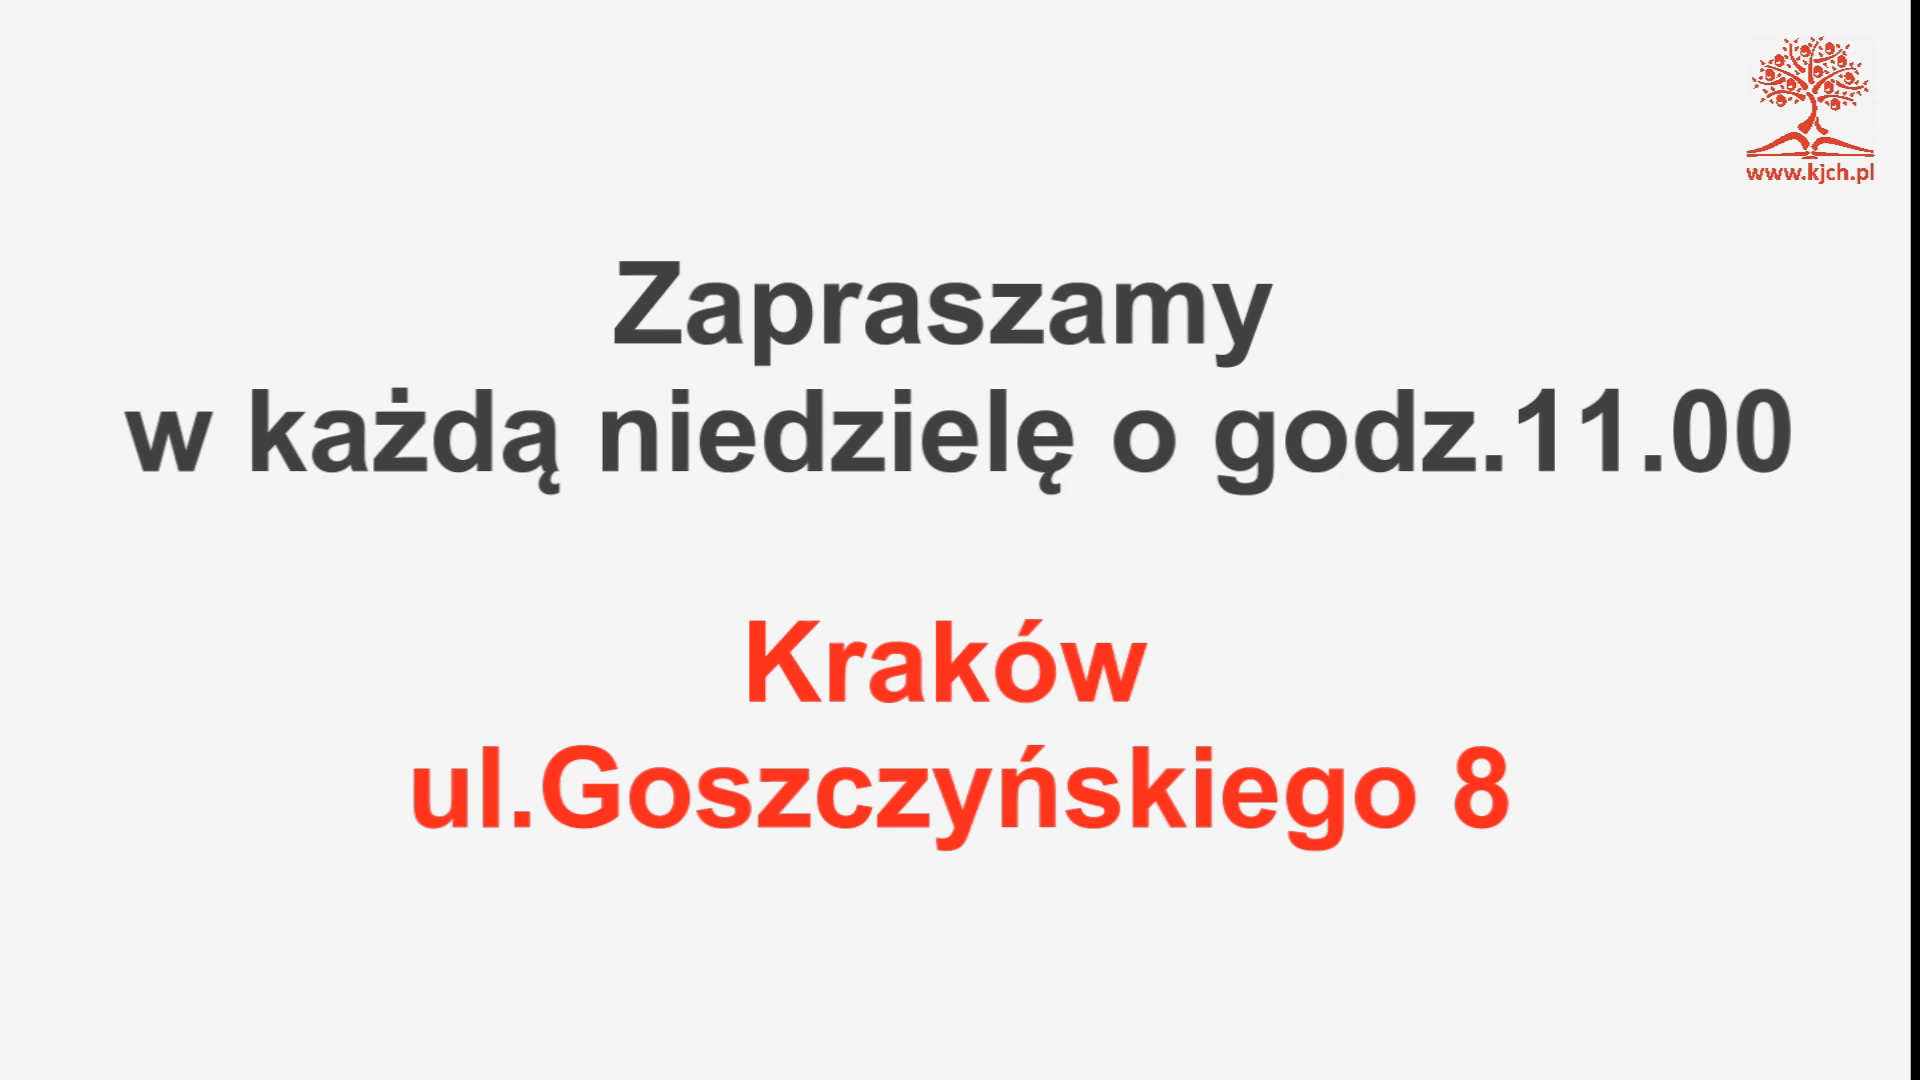 www.kjch.pl
Zapraszamy
w każdą niedzielę o godz.11.00
Kraków
ul.Goszczyńskiego 8